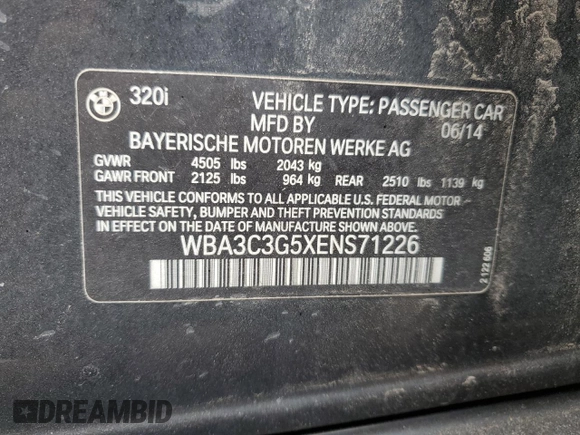 320i VEHICLE TYPE: PASSENGER CAR
MFD BY 06/14
BAYERISCHE MOTOREN WERKE AG
GVWR 4505 lbs 2043 kg
GAWR FRONT 2125 lbs 964 kg REAR 2510 lbs 1139 kg
THIS VEHICLE CONFORMS TO ALL APPLICABLE U.S. FEDERAL MOTOR
VEHICLE SAFETY, BUMPER AND THEFT PREVENTION STANDARDS
IN EFFECT ON THE DATE OF MANUFACTURE SHOWN ABOVE.
WBA3C3G5XENS71226
2 122 606
DREAMBID